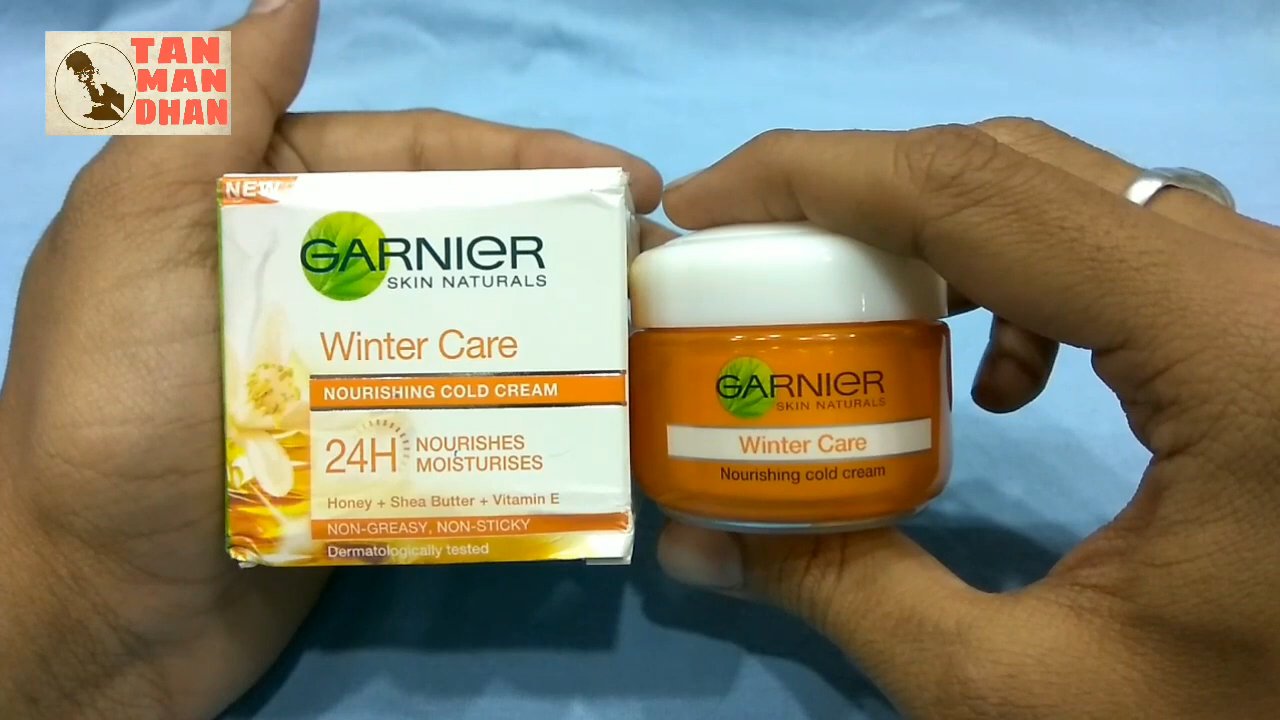 TAN
MAN
DHAN
NEW
GARNIER
SKIN NATURALS
Winter Care
NOURISHING COLD CREAM
24H NOURISHES
MOISTURISES
Honey + Shea Butter + Vitamin E
NON-GREASY, NON-STICKY
Dermatologically tested
GARNIER
SKIN NATURALS
Winter Care
Nourishing cold cream